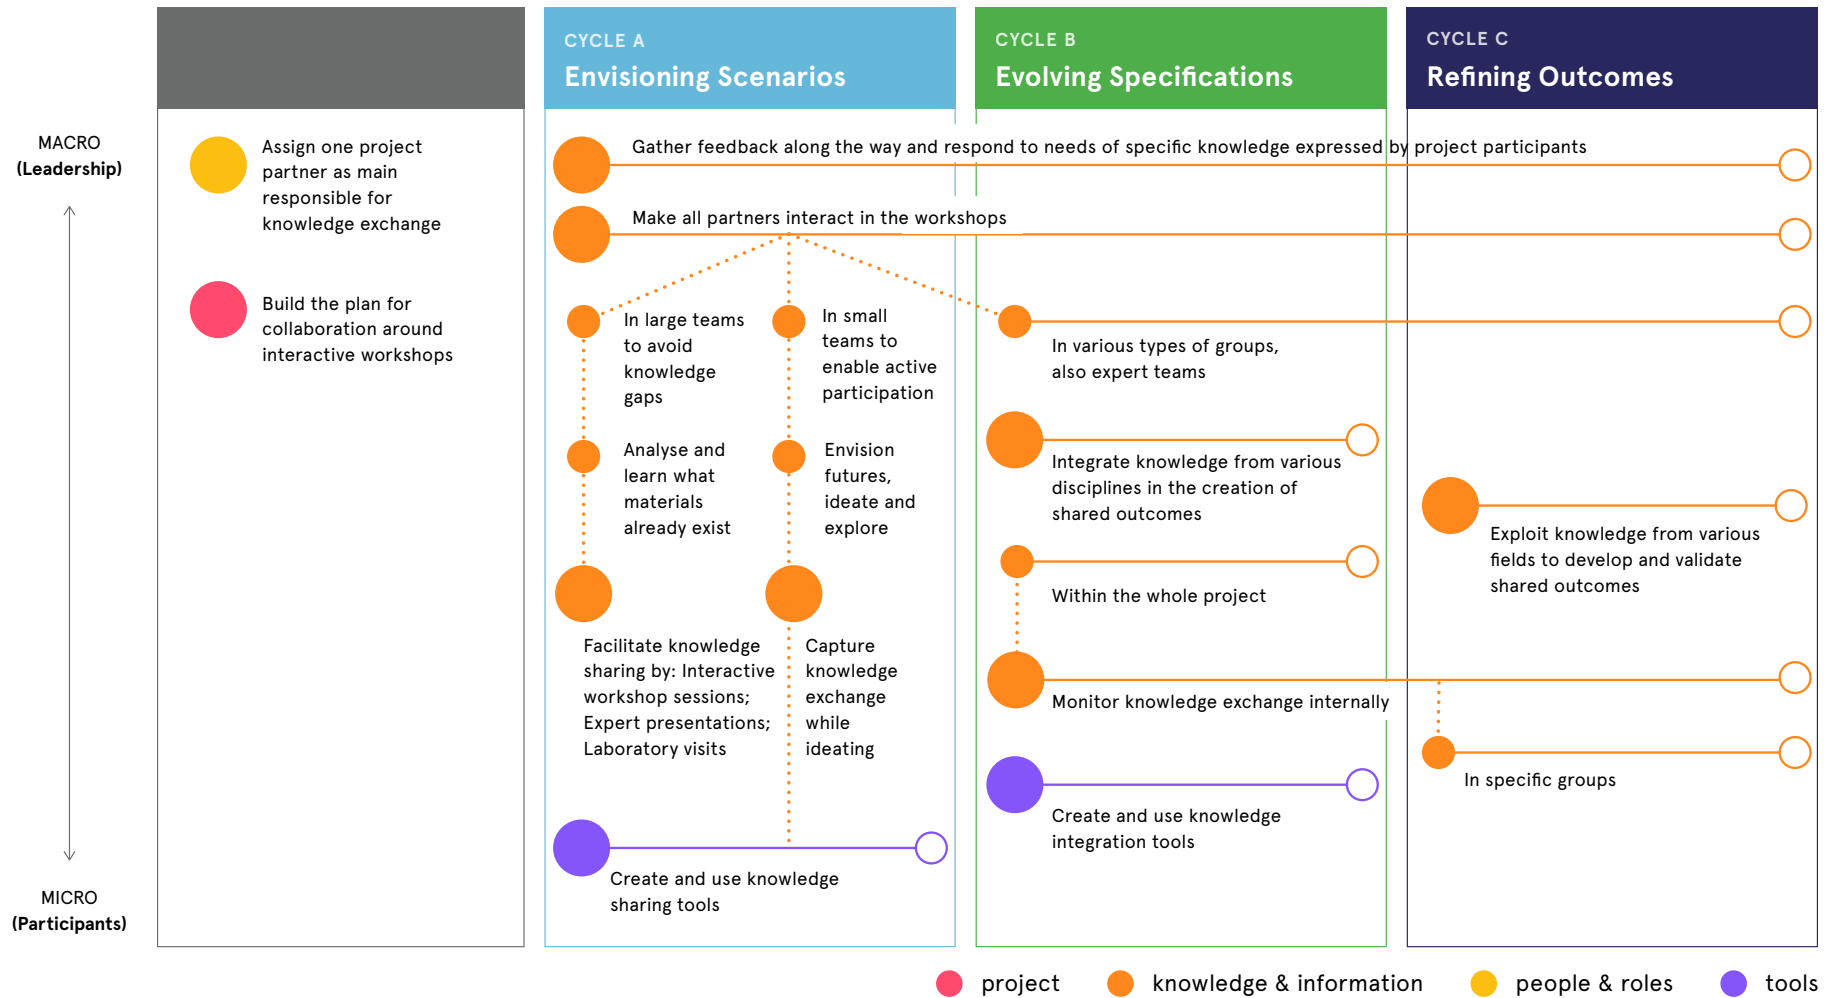 CYCLE A
Envisioning Scenarios
CYCLE B
Evolving Specifications
CYCLE C
Refining Outcomes
MACRO
(Leadership)
MICRO
(Participants)
Assign one project
partner as main
responsible for
knowledge exchange
Build the plan for
collaboration around
interactive workshops
Gather feedback along the way and respond to needs of specific knowledge expressed by project participants
Make all partners interact in the workshops
In large teams
to avoid
knowledge
gaps
In small
teams to
enable active
participation
Analyse and
learn what
materials
already exist
Envision
futures,
ideate and
explore
Facilitate knowledge
sharing by: Interactive
workshop sessions;
Expert presentations;
Laboratory visits
Capture
knowledge
exchange
while
ideating
Create and use knowledge
sharing tools
In various types of groups,
also expert teams
Integrate knowledge from various
disciplines in the creation of
shared outcomes
Within the whole project
Monitor knowledge exchange internally
Create and use knowledge
integration tools
Exploit knowledge from various
fields to develop and validate
shared outcomes
In specific groups
project
knowledge & information
people & roles
tools